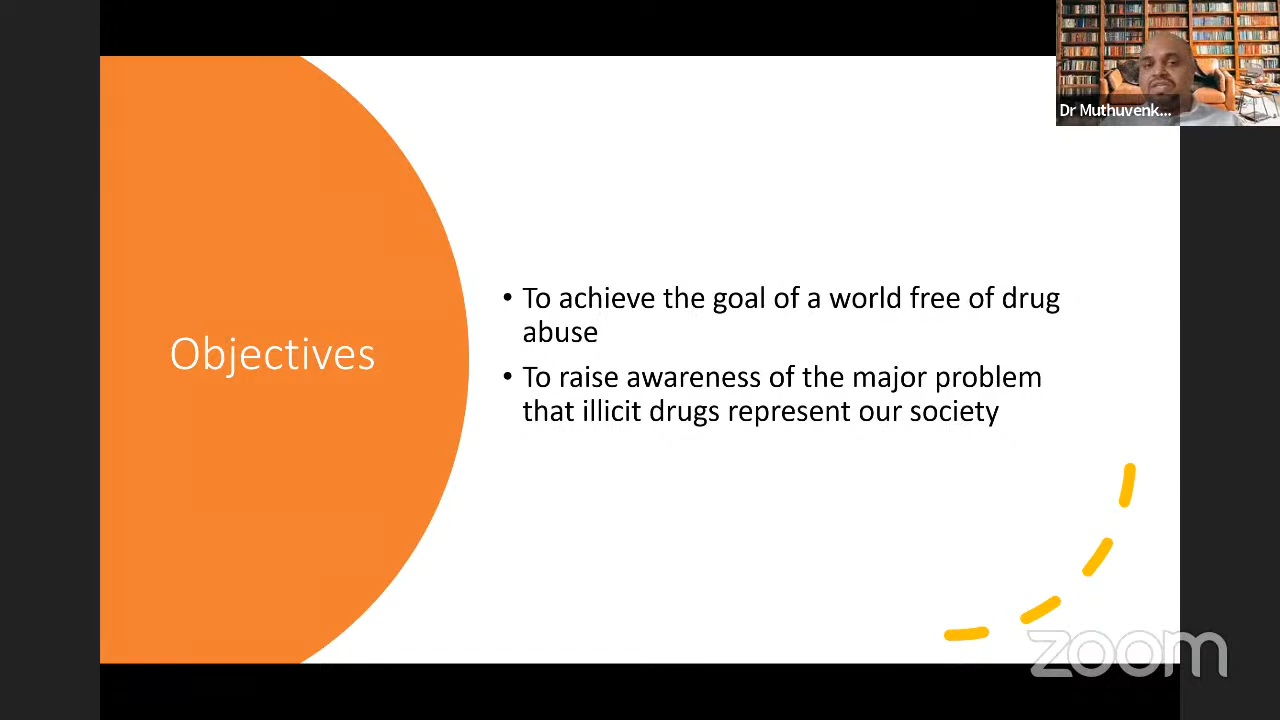 Dr Muthuvenk...
Objectives
• To achieve the goal of a world free of drug
abuse
• To raise awareness of the major problem
that illicit drugs represent our society
zoom